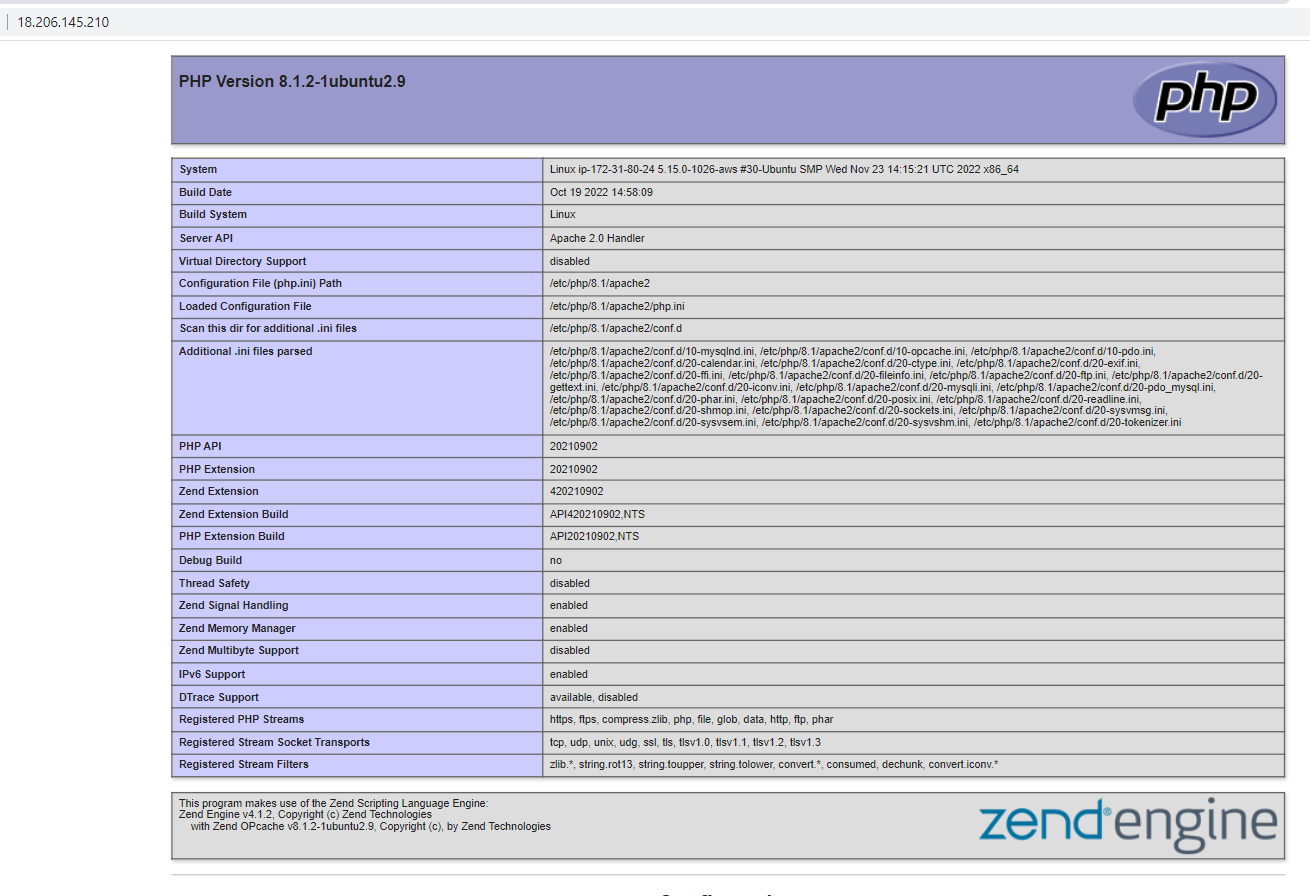 18.206.145.210
PHP Version 8.1.2-1ubuntu2.9
php
System Linux ip-172-31-80-24 5.15.0-1026-aws #30-Ubuntu SMP Wed Nov 23 14:15:21 UTC 2022 x86_64
Build Date Oct 19 2022 14:58:09
Build System Linux
Server API Apache 2.0 Handler
Virtual Directory Support disabled
Configuration File (php.ini) Path /etc/php/8.1/apache2
Loaded Configuration File /etc/php/8.1/apache2/php.ini
Scan this dir for additional .ini files /etc/php/8.1/apache2/conf.d
Additional .ini files parsed /etc/php/8.1/apache2/conf.d/10-mysqlnd.ini, /etc/php/8.1/apache2/conf.d/10-opcache.ini, /etc/php/8.1/apache2/conf.d/10-pdo.ini,
/etc/php/8.1/apache2/conf.d/20-calendar.ini, /etc/php/8.1/apache2/conf.d/20-ctype.ini, /etc/php/8.1/apache2/conf.d/20-exif.ini,
/etc/php/8.1/apache2/conf.d/20-ffi.ini, /etc/php/8.1/apache2/conf.d/20-fileinfo.ini, /etc/php/8.1/apache2/conf.d/20-ftp.ini, /etc/php/8.1/apache2/conf.d/20-
gettext.ini, /etc/php/8.1/apache2/conf.d/20-iconv.ini, /etc/php/8.1/apache2/conf.d/20-mysqli.ini, /etc/php/8.1/apache2/conf.d/20-pdo_mysql.ini,
/etc/php/8.1/apache2/conf.d/20-phar.ini, /etc/php/8.1/apache2/conf.d/20-posix.ini, /etc/php/8.1/apache2/conf.d/20-readline.ini,
/etc/php/8.1/apache2/conf.d/20-shmop.ini, /etc/php/8.1/apache2/conf.d/20-sockets.ini, /etc/php/8.1/apache2/conf.d/20-sysvmsg.ini,
/etc/php/8.1/apache2/conf.d/20-sysvsem.ini, /etc/php/8.1/apache2/conf.d/20-sysvshm.ini, /etc/php/8.1/apache2/conf.d/20-tokenizer.ini
PHP API 20210902
PHP Extension 20210902
Zend Extension 420210902
Zend Extension Build API420210902,NTS
PHP Extension Build API20210902,NTS
Debug Build no
Thread Safety disabled
Zend Signal Handling enabled
Zend Memory Manager enabled
Zend Multibyte Support disabled
IPv6 Support enabled
DTrace Support available, disabled
Registered PHP Streams https, ftps, compress.zlib, php, file, glob, data, http, ftp, phar
Registered Stream Socket Transports tcp, udp, unix, udg, ssl, tls, tlsv1.0, tlsv1.1, tlsv1.2, tlsv1.3
Registered Stream Filters zlib.*, string.rot13, string.toupper, string.tolower, convert.*, consumed, dechunk, convert.iconv.*
This program makes use of the Zend Scripting Language Engine:
Zend Engine v4.1.2, Copyright (c) Zend Technologies
with Zend OPcache v8.1.2-1ubuntu2.9, Copyright (c), by Zend Technologies
zend® engine